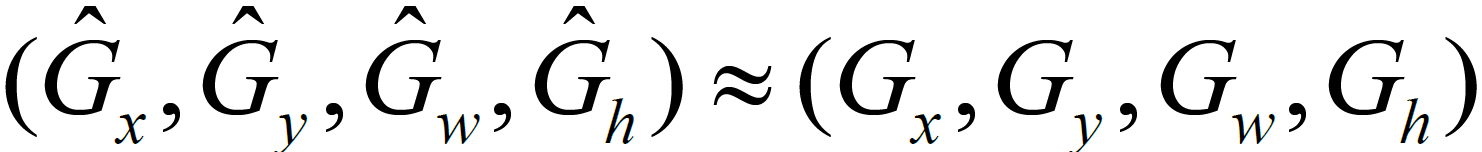 (Ĝ_x, Ĝ_y, Ĝ_w, Ĝ_h) ≈ (G_x, G_y, G_w, G_h)